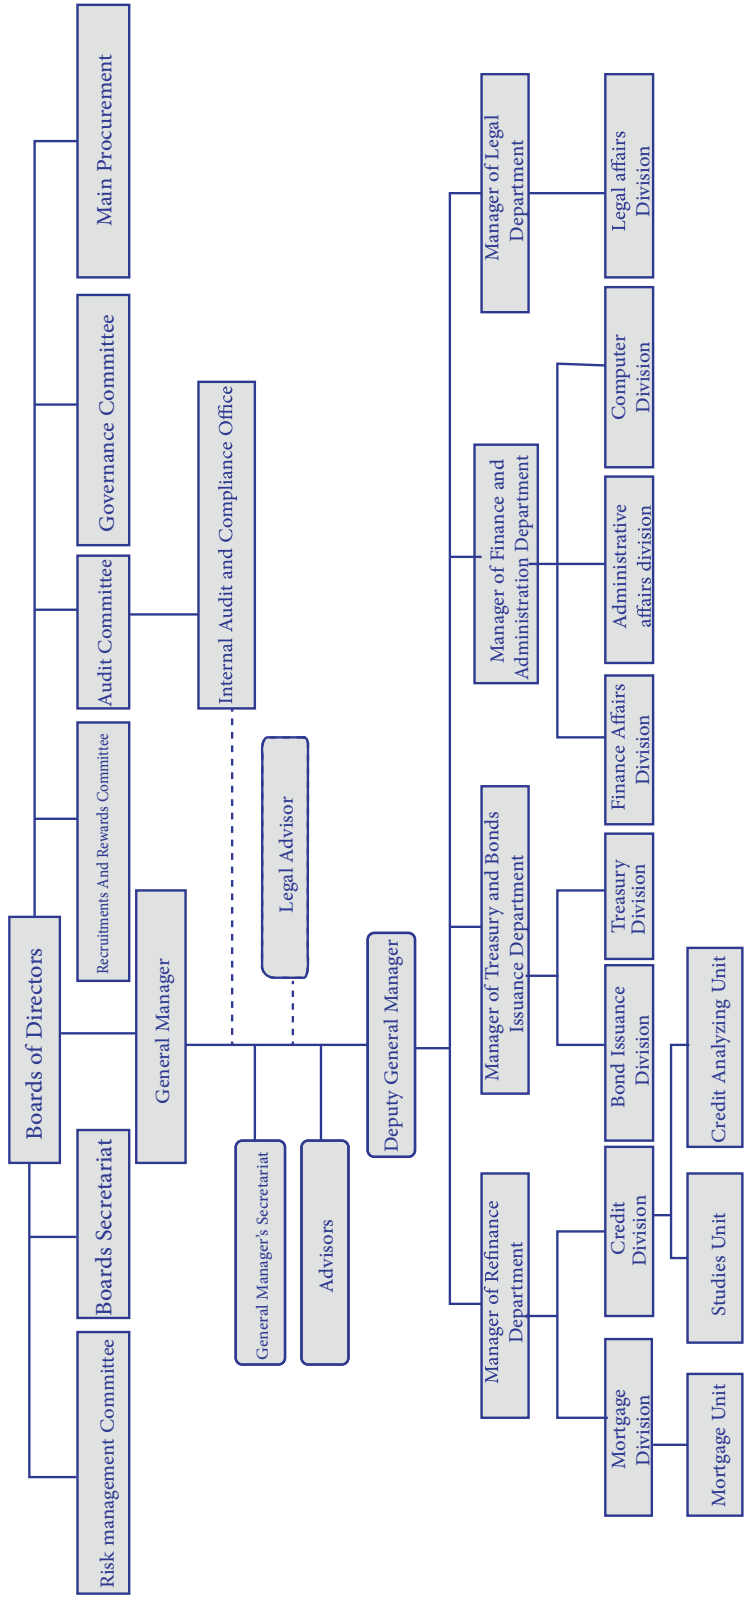 Boards of Directors
Risk management Committee
Boards Secretariat
Recruitments And Rewards Committee
Audit Committee
Governance Committee
Main Procurement
General Manager
Internal Audit and Compliance Office
General Manager's Secretariat
Legal Advisor
Advisors
Deputy General Manager
Manager of Refinance
Department
Manager of Treasury and Bonds
Issuance Department
Manager of Finance and
Administration Department
Manager of Legal
Department
Mortgage
Division
Credit
Division
Bond Issuance
Division
Treasury
Division
Finance Affairs
Division
Administrative
affairs division
Computer
Division
Legal affairs
Division
Mortgage Unit
Studies Unit
Credit Analyzing Unit